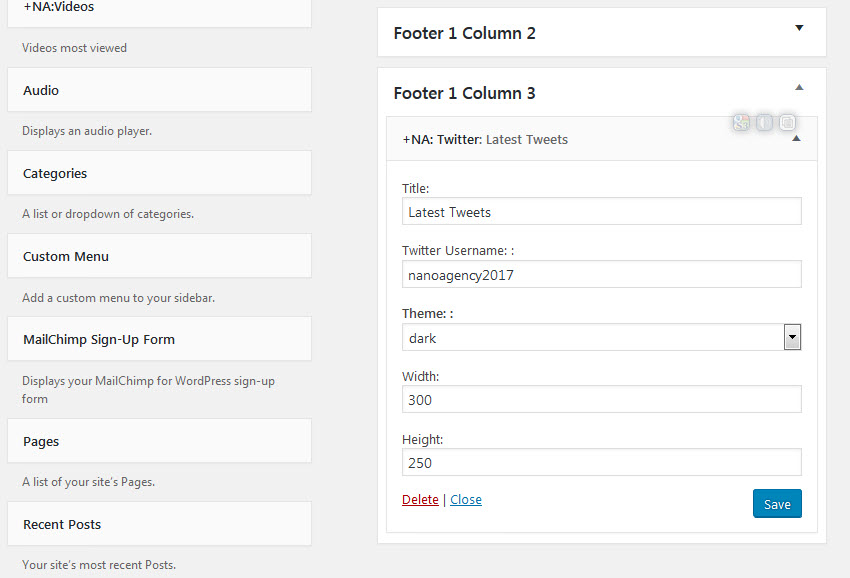 +NA:Videos
Videos most viewed
Audio
Displays an audio player.
Categories
A list or dropdown of categories.
Custom Menu
Add a custom menu to your sidebar.
MailChimp Sign-Up Form
Displays your MailChimp for WordPress sign-up
form
Pages
A list of your site's Pages.
Recent Posts
Your site's most recent Posts.
Footer 1 Column 2
Footer 1 Column 3
+NA: Twitter: Latest Tweets
Title:
Latest Tweets
Twitter Username: :
nanoagency2017
Theme: :
dark
Width:
300
Height:
250
Delete | Close
Save